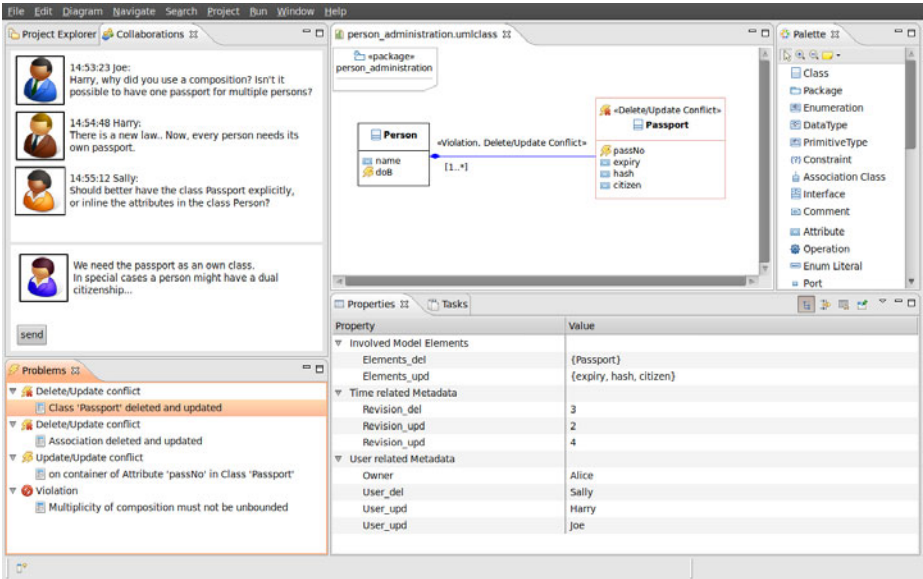 File Edit Diagram Navigate Search Project Run Window Help
Project Explorer Collaborations
14:53:23 Joe:
Harry, why did you use a composition? Isn't it
possible to have one passport for multiple persons?
14:54:48 Harry:
There is a new law.. Now, every person needs its
own passport.
14:55:12 Sally:
Should better have the class Passport explicitly,
or inline the attributes in the class Person?
We need the passport as an own class.
In special cases a person might have a dual
citizenship...
send
Problems
Delete/Update conflict
Class 'Passport' deleted and updated
Delete/Update conflict
Association deleted and updated
Update/Update conflict
on container of Attribute 'passNo' in Class 'Passport'
Violation
Multiplicity of composition must not be unbounded
person_administration.umlclass
«package»
person_administration
Person
name
doB
«Violation. Delete/Update Conflict»
[1..*]
«Delete/Update Conflict»
Passport
passNo
expiry
hash
citizen
Palette
Class
Package
Enumeration
DataType
PrimitiveType
Constraint
Association Class
Interface
Comment
Attribute
Operation
Enum Literal
Port
Properties Tasks
Property Value
Involved Model Elements
Elements_del {Passport}
Elements_upd {expiry, hash, citizen}
Time related Metadata
Revision_del 3
Revision_upd 2
Revision_upd 4
User related Metadata
Owner Alice
User_del Sally
User_upd Harry
User_upd Joe